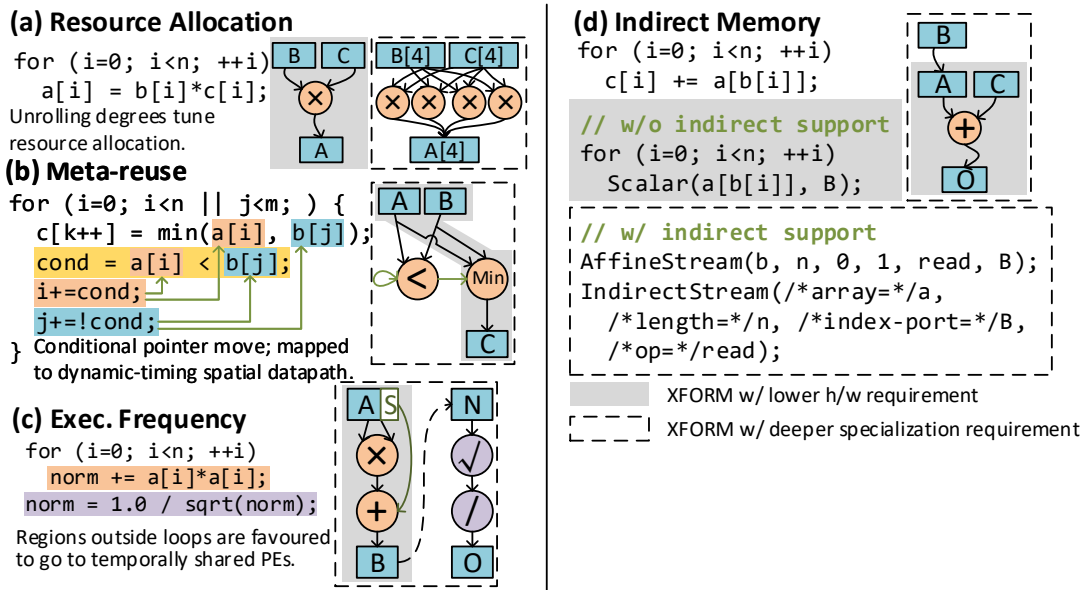 (a) Resource Allocation
for (i=0; i<n; ++i)
a[i] = b[i]*c[i];
Unrolling degrees tune
resource allocation.
B C
×
A
B[4] C[4]
× × × ×
A[4]
(b) Meta-reuse
for (i=0; i<n || j<m; ) {
c[k++] = min(a[i], b[j]);
cond = a[i] < b[j];
i+=cond;
j+=!cond;
} Conditional pointer move; mapped
to dynamic-timing spatial datapath.
A B
< Min
C
(c) Exec. Frequency
for (i=0; i<n; ++i)
norm += a[i]*a[i];
norm = 1.0 / sqrt(norm);
Regions outside loops are favoured
to go to temporally shared PEs.
A S N
× √
+ /
B O
(d) Indirect Memory
for (i=0; i<n; ++i)
c[i] += a[b[i]];
// w/o indirect support
for (i=0; i<n; ++i)
Scalar(a[b[i]], B);
B
A C
+
O
// w/ indirect support
AffineStream(b, n, 0, 1, read, B);
IndirectStream(/*array=*/a,
/*length=*/n, /*index-port=*/B,
/*op=*/read);
XFORM w/ lower h/w requirement
XFORM w/ deeper specialization requirement